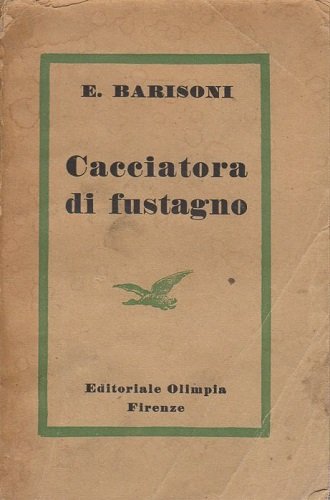 E. BARISONI
Cacciatora
di fustagno
Editoriale Olimpia
Firenze